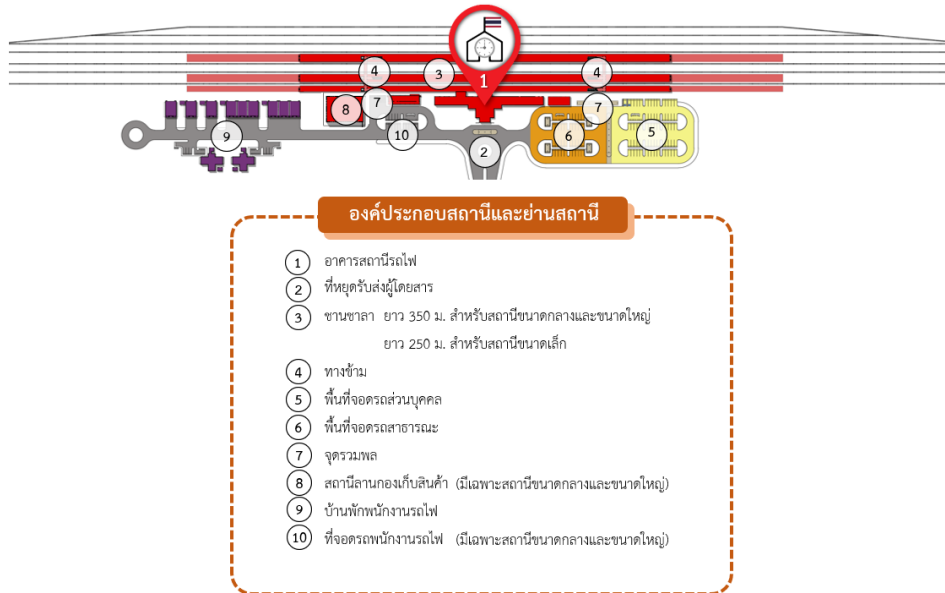 1
4
3
4
8
7
7
9
10
2
6
5
องค์ประกอบสถานีและย่านสถานี
1 อาคารสถานีรถไฟ
2 ที่หยุดรับส่งผู้โดยสาร
3 ชานชาลา ยาว 350 ม. สำหรับสถานีขนาดกลางและขนาดใหญ่
ยาว 250 ม. สำหรับสถานีขนาดเล็ก
4 ทางข้าม
5 พื้นที่จอดรถส่วนบุคคล
6 พื้นที่จอดรถสาธารณะ
7 จุดรวมพล
8 สถานีลานกองเก็บสินค้า (มีเฉพาะสถานีขนาดกลางและขนาดใหญ่)
9 บ้านพักพนักงานรถไฟ
10 ที่จอดรถพนักงานรถไฟ (มีเฉพาะสถานีขนาดกลางและขนาดใหญ่)